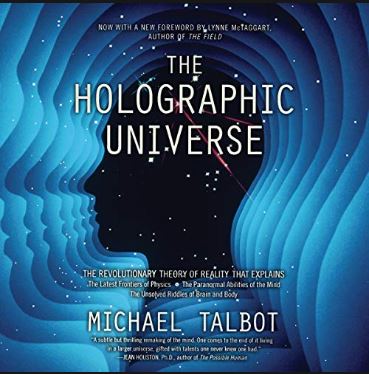 NOW WITH A NEW FOREWORD BY LYNNE McTAGGART,
AUTHOR OF THE FIELD
THE
HOLOGRAPHIC
UNIVERSE
THE REVOLUTIONARY THEORY OF REALITY THAT EXPLAINS
The Latest Frontiers of Physics • The Paranormal Abilities of the Mind
The Unsolved Riddles of Brain and Body
MICHAEL TALBOT
"A subtle but thrilling remaking of the mind. One comes to the end of it living
in a larger universe, gifted with talents one never knew one had."
—JEAN HOUSTON, PH.D., author of The Possible Human